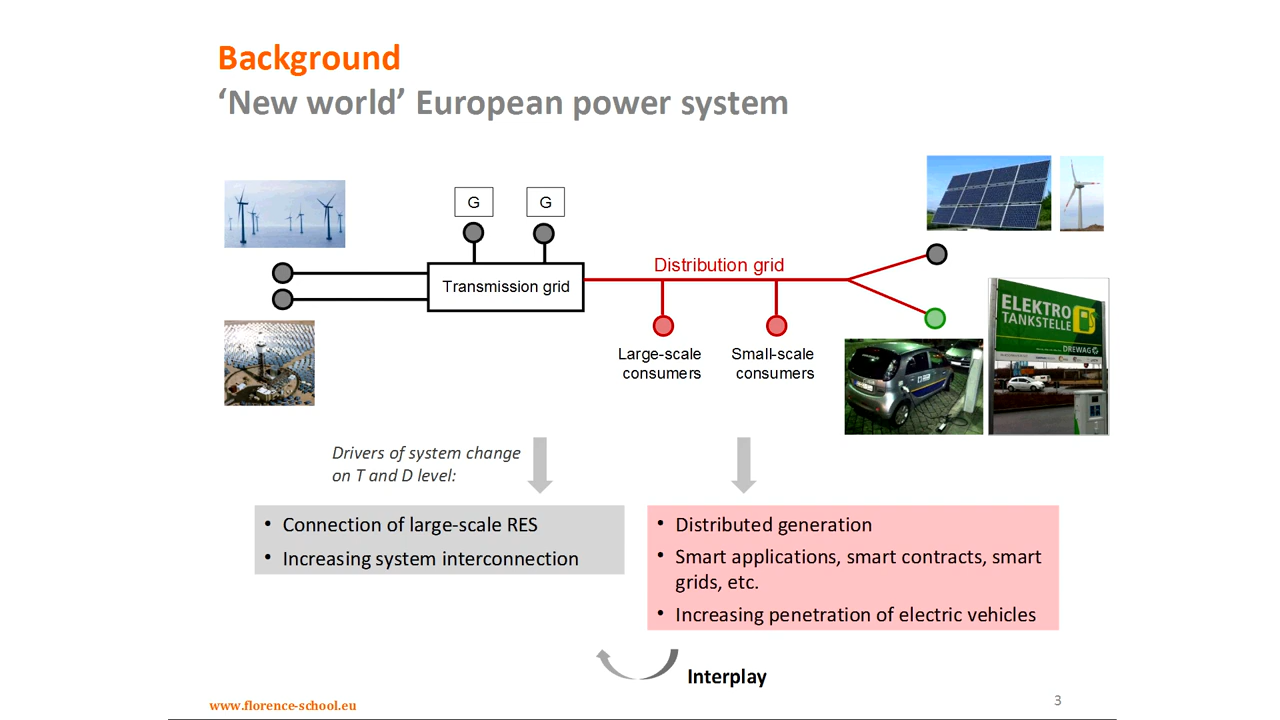 Background
‘New world’ European power system
G
G
Transmission grid
Distribution grid
Large-scale
consumers
Small-scale
consumers
ELEKTRO
TANKSTELLE
DREWAG
Drivers of system change
on T and D level:
• Connection of large-scale RES
• Increasing system interconnection
• Distributed generation
• Smart applications, smart contracts, smart
grids, etc.
• Increasing penetration of electric vehicles
Interplay
www.florence-school.eu
3